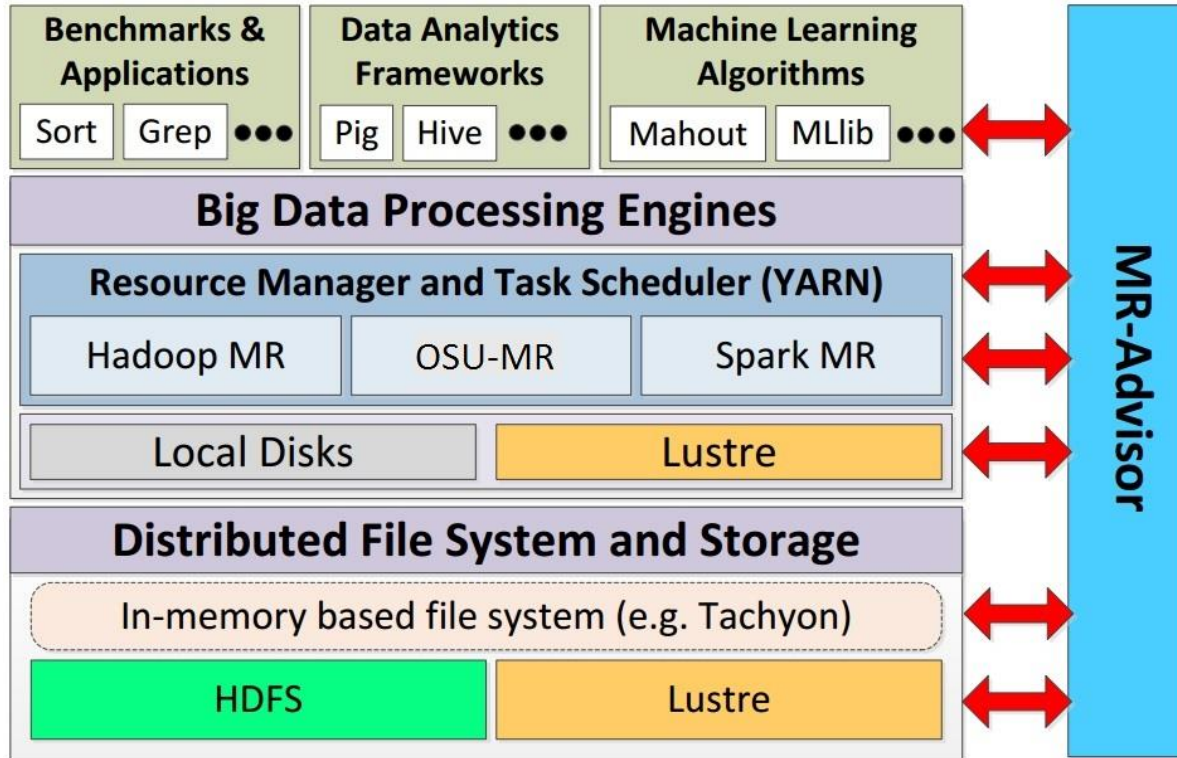 Benchmarks &
Applications
Sort
Grep
●●●
Data Analytics
Frameworks
Pig
Hive
●●●
Machine Learning
Algorithms
Mahout
MLlib
●●●
Big Data Processing Engines
Resource Manager and Task Scheduler (YARN)
Hadoop MR
OSU-MR
Spark MR
Local Disks
Lustre
Distributed File System and Storage
In-memory based file system (e.g. Tachyon)
HDFS
Lustre
MR-Advisor